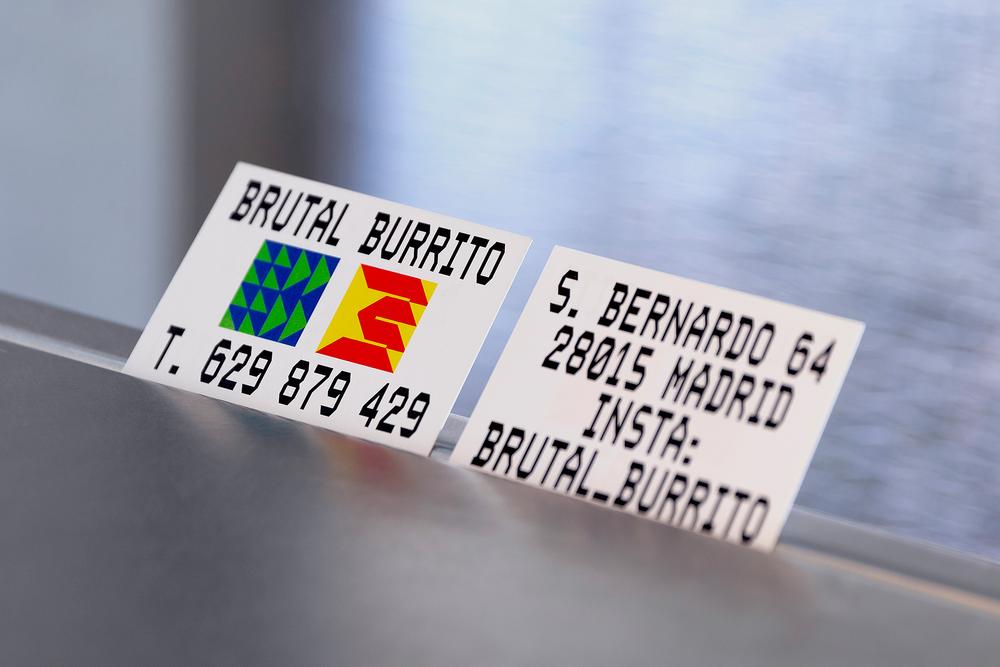 BRUTAL BURRITO
T. 629 879 429
S. BERNARDO 64
28015 MADRID
INSTA:
BRUTAL_BURRITO